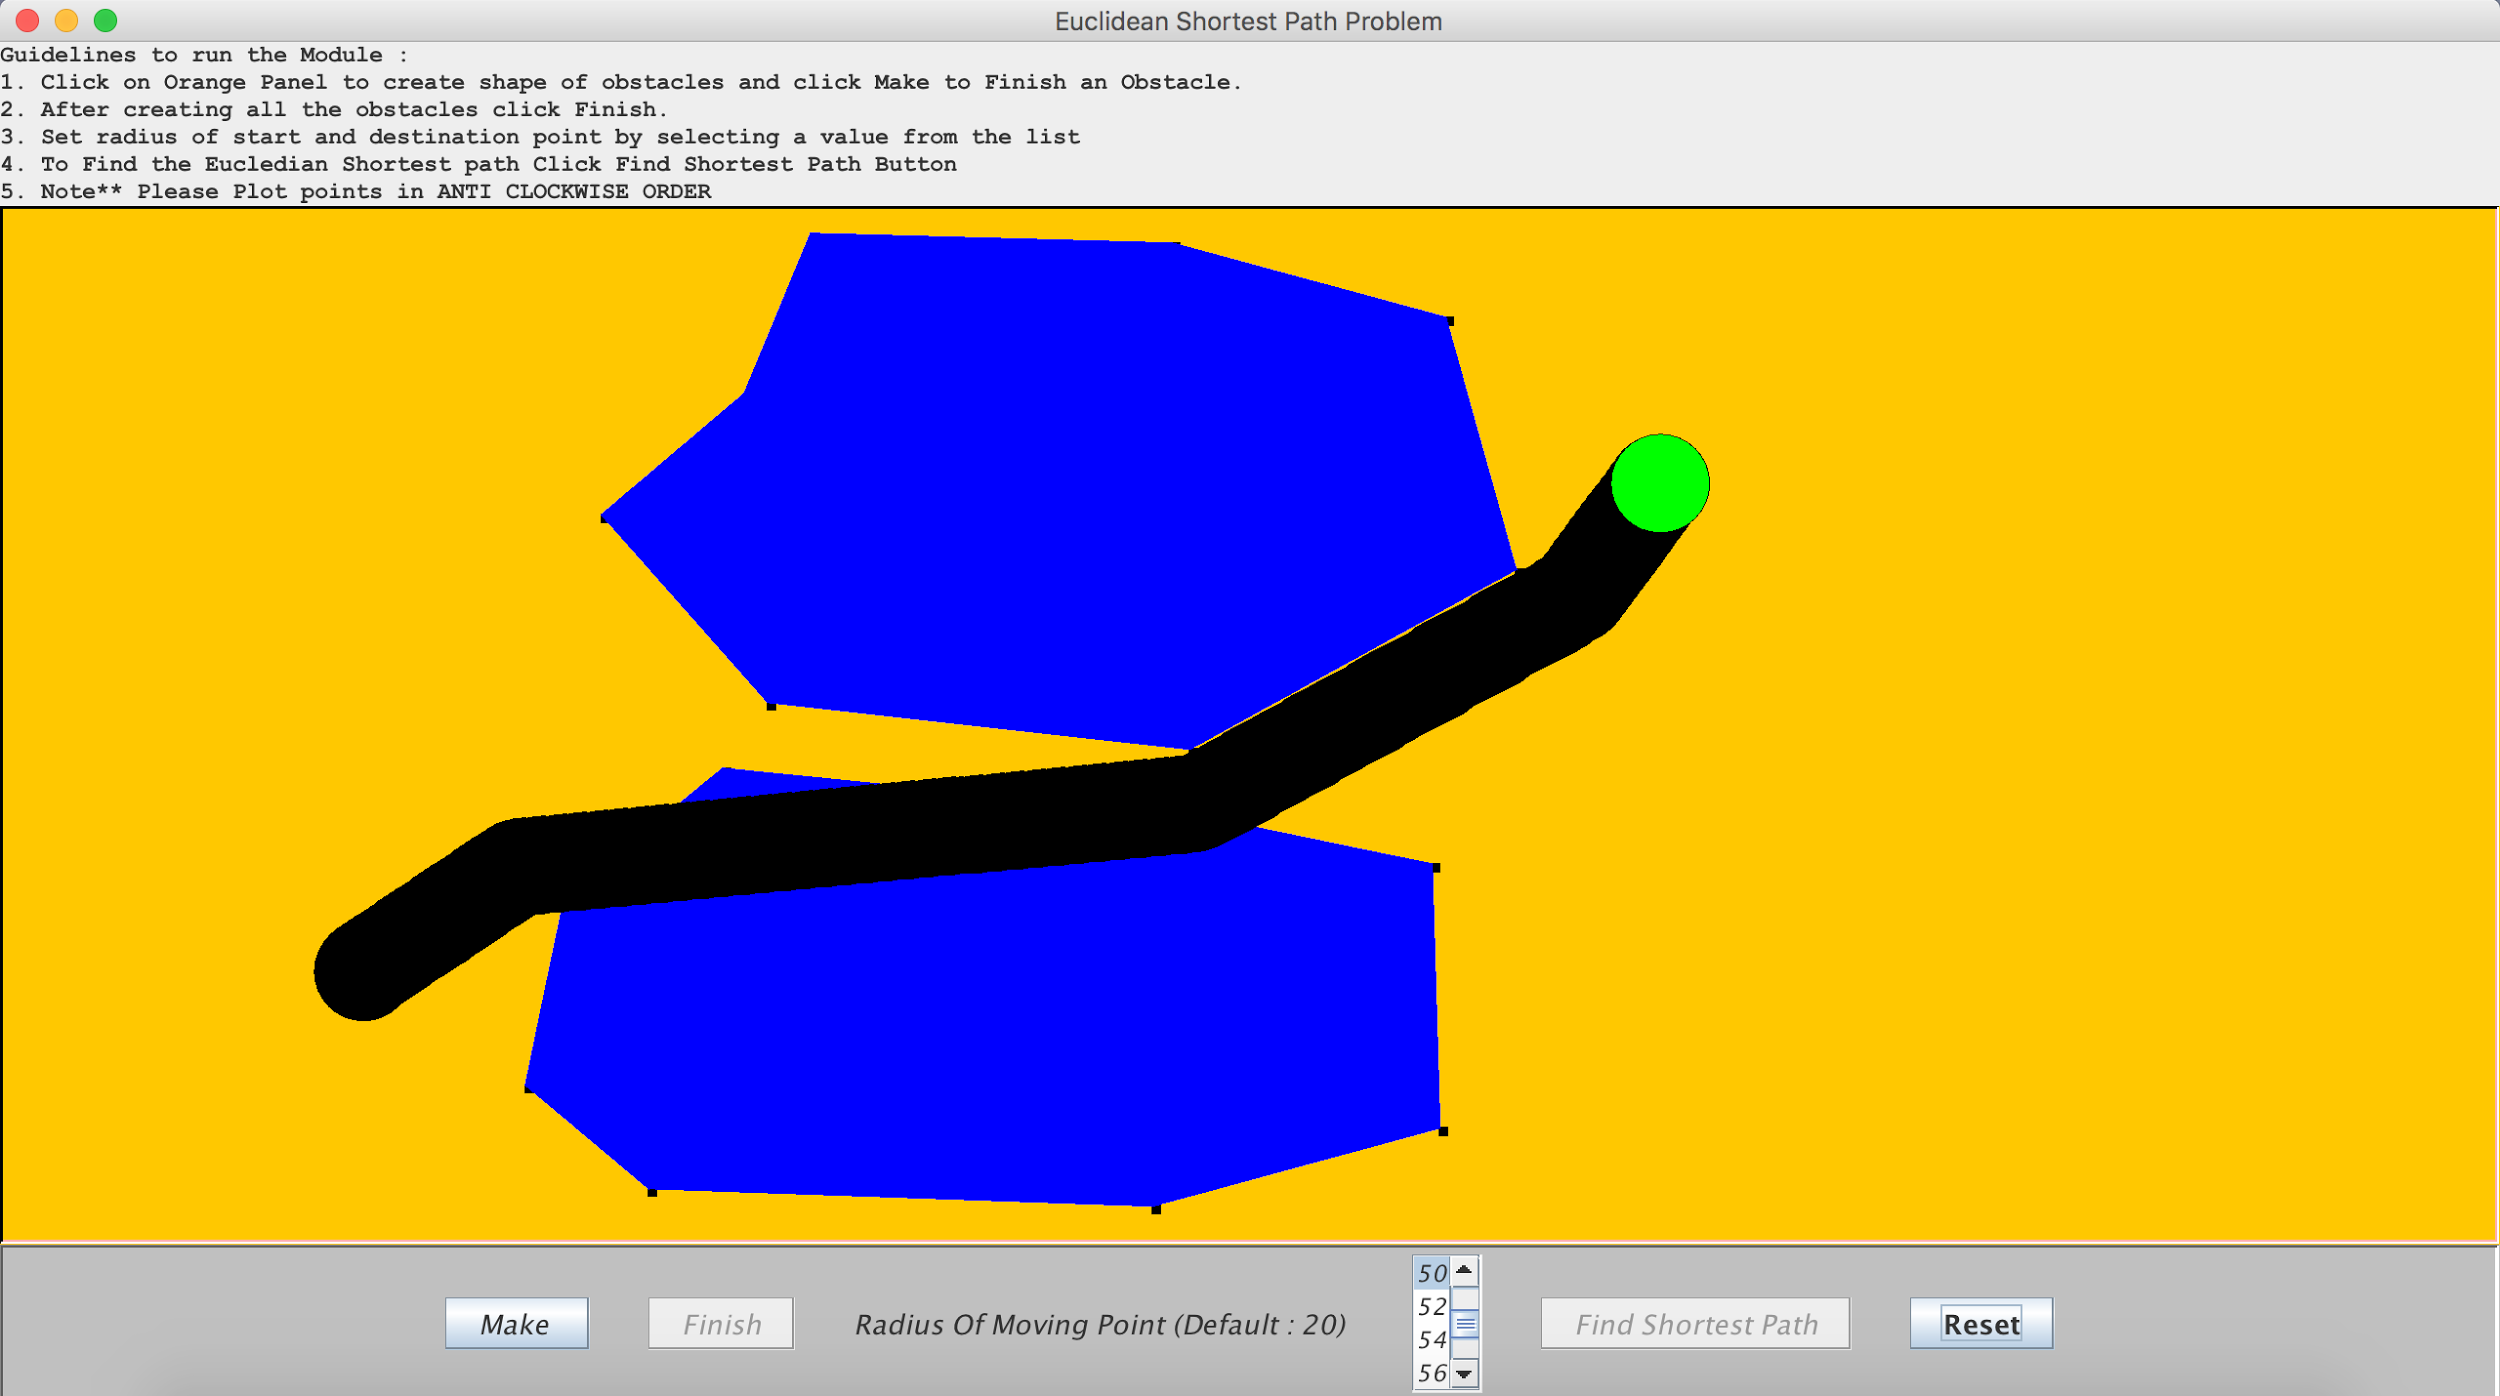 Euclidean Shortest Path Problem
Guidelines to run the Module :
1. Click on Orange Panel to create shape of obstacles and click Make to Finish an Obstacle.
2. After creating all the obstacles click Finish.
3. Set radius of start and destination point by selecting a value from the list
4. To Find the Eucledian Shortest path Click Find Shortest Path Button
5. Note** Please Plot points in ANTI CLOCKWISE ORDER
50
52
54
56
Make
Finish
Radius Of Moving Point (Default : 20)
Find Shortest Path
Reset